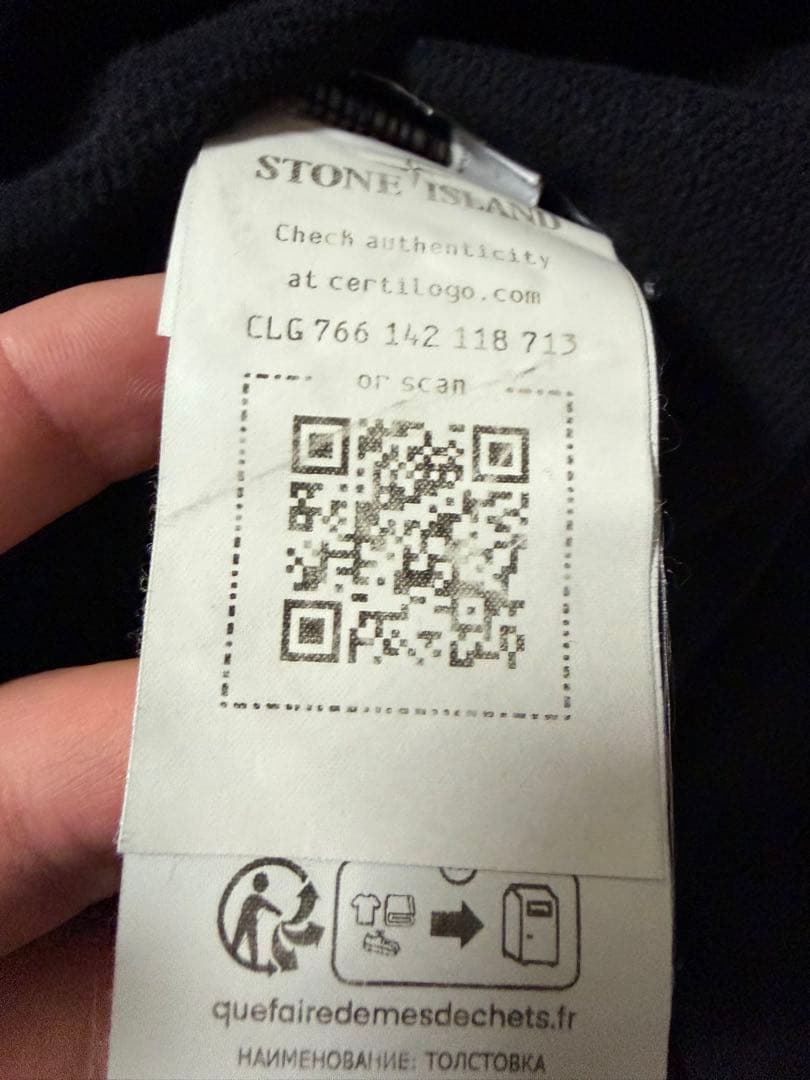 STONE ISLAND
Check authenticity
at certilogo.com
CLG 766 142 118 713
or scan
quefairedemesdechets.fr
НАИМЕНОВАНИЕ: ТОЛСТОВКА